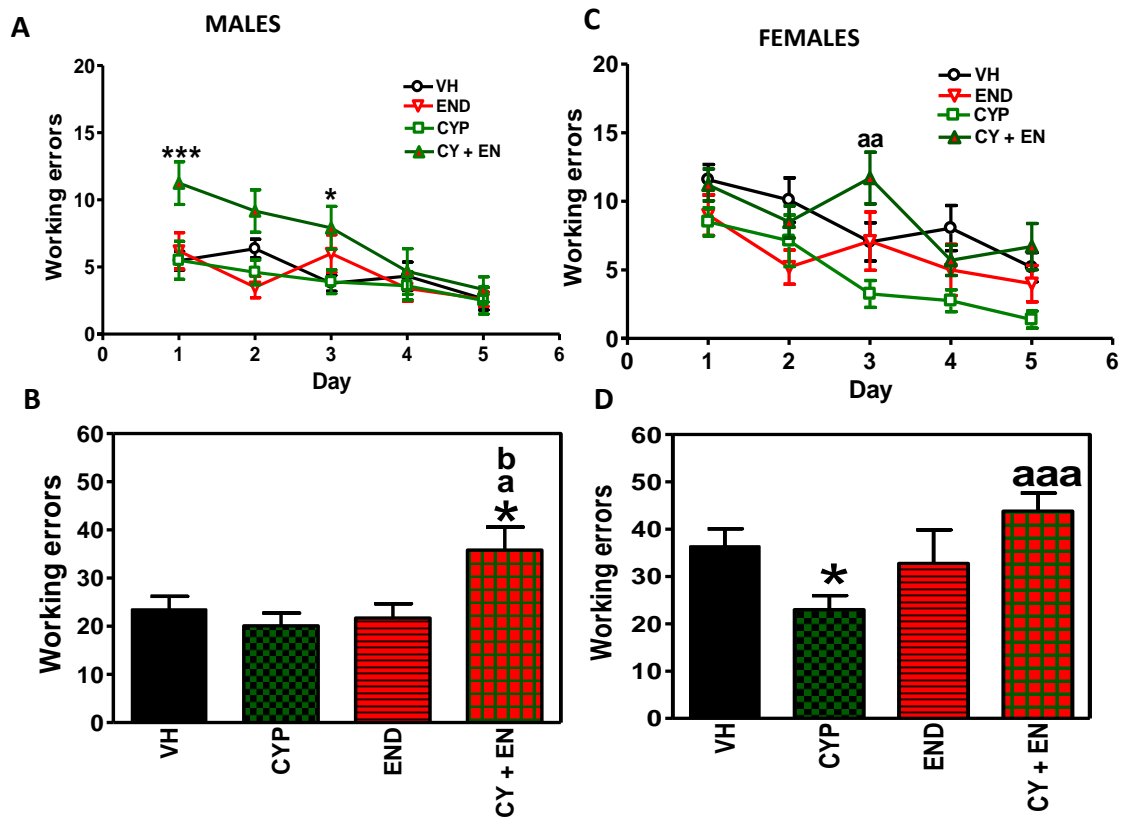 A
MALES
Working errors
20
15
10
5
0
***
*
VH
END
CYP
CY + EN
0 1 2 3 4 5 6
Day
C
FEMALES
Working errors
20
15
10
5
0
aa
VH
END
CYP
CY + EN
0 1 2 3 4 5 6
Day
B
Working errors
60
50
40
30
20
10
0
b
a
*
VH CYP END CY + EN
D
Working errors
60
50
40
30
20
10
0
*
aaa
VH CYP END CY + EN